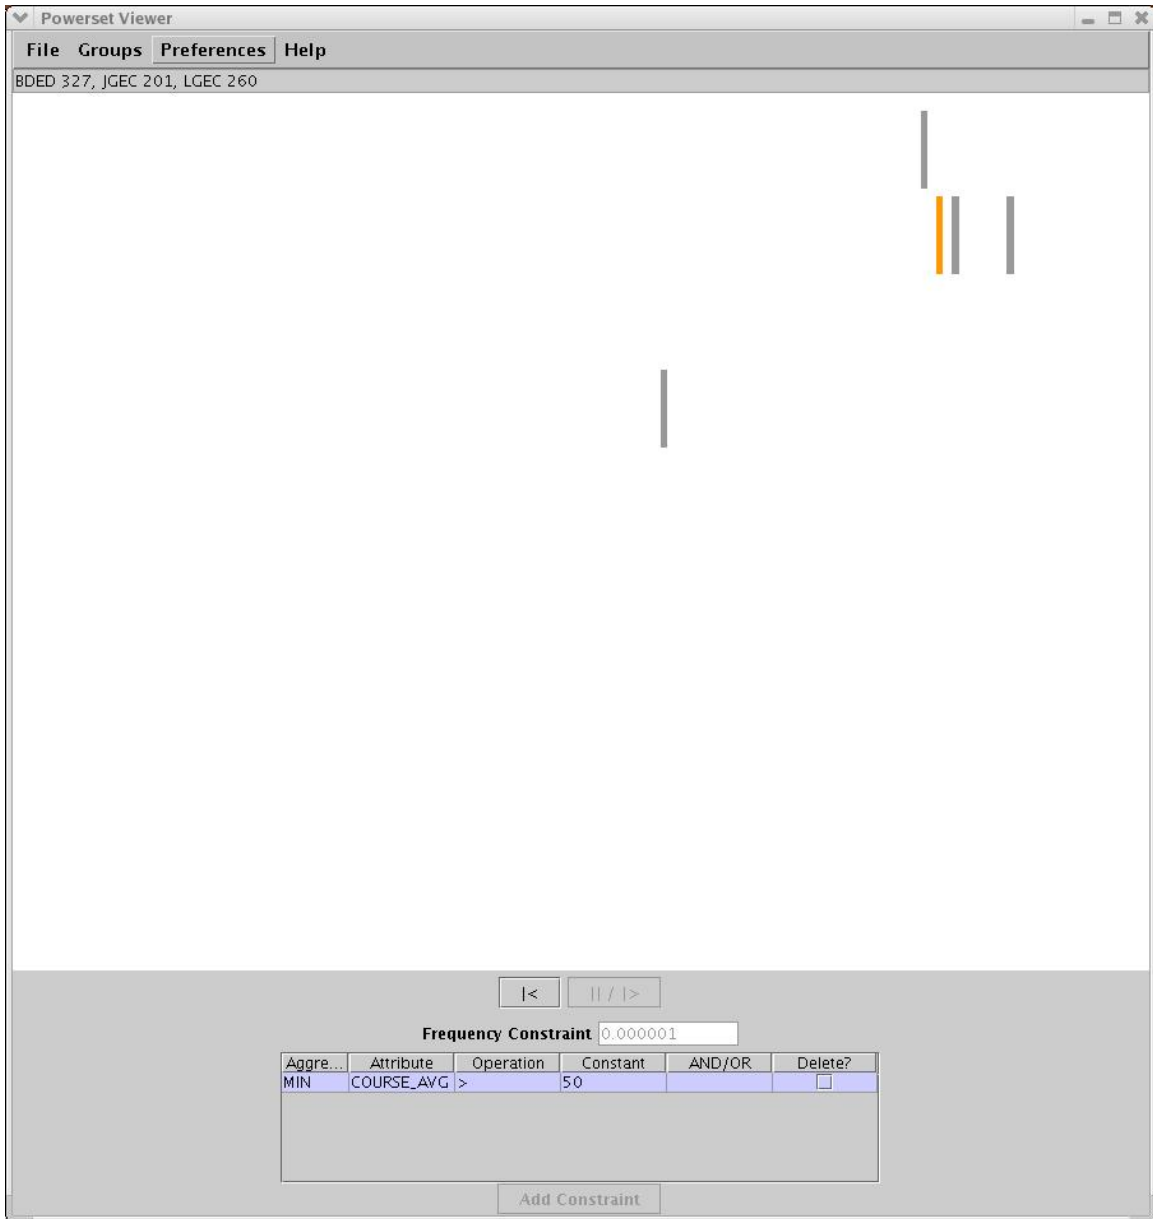 Powerset Viewer
File Groups Preferences Help
BDED 327, JGEC 201, LGEC 260
|< || / |>
Frequency Constraint 0.000001
Aggre... Attribute Operation Constant AND/OR Delete?
MIN COURSE_AVG > 50
Add Constraint